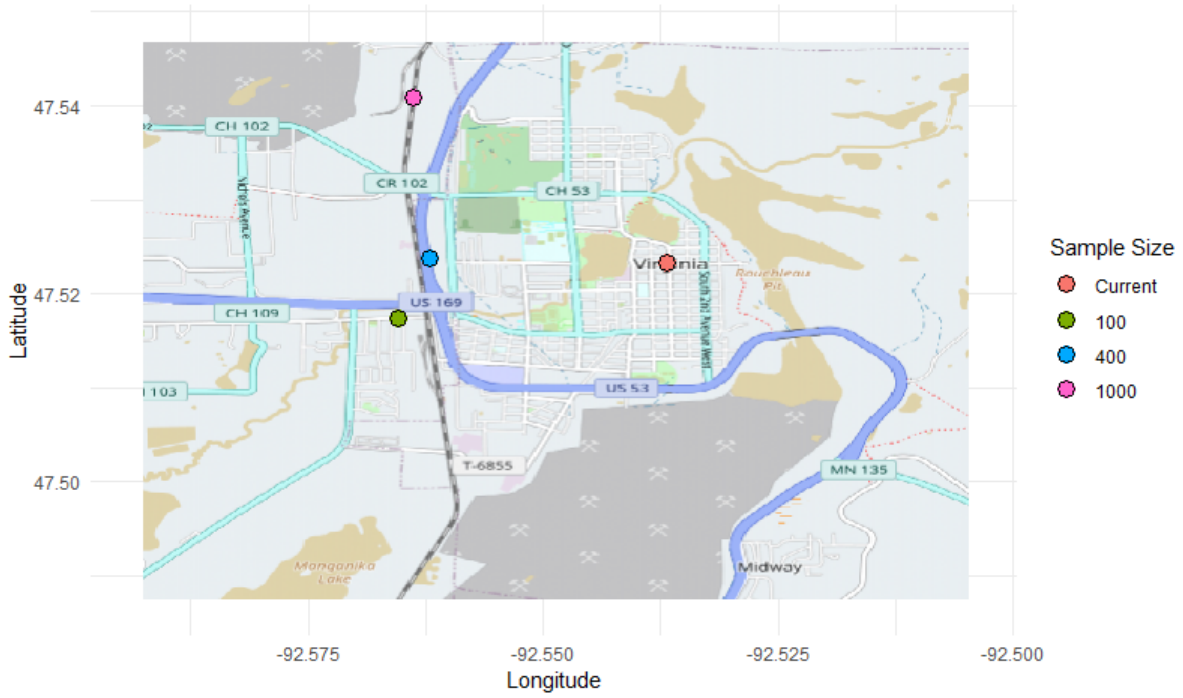 47.54
47.52
47.50
Latitude
-92.575
-92.550
-92.525
-92.500
Longitude
Sample Size
Current
100
400
1000
CH 102
CR 102
CH 53
Virginia
Rouchleau
Pit
US 169
CH 109
South 2nd Avenue West
US 53
103
T-6855
MN 135
Manganika
Lake
Midway